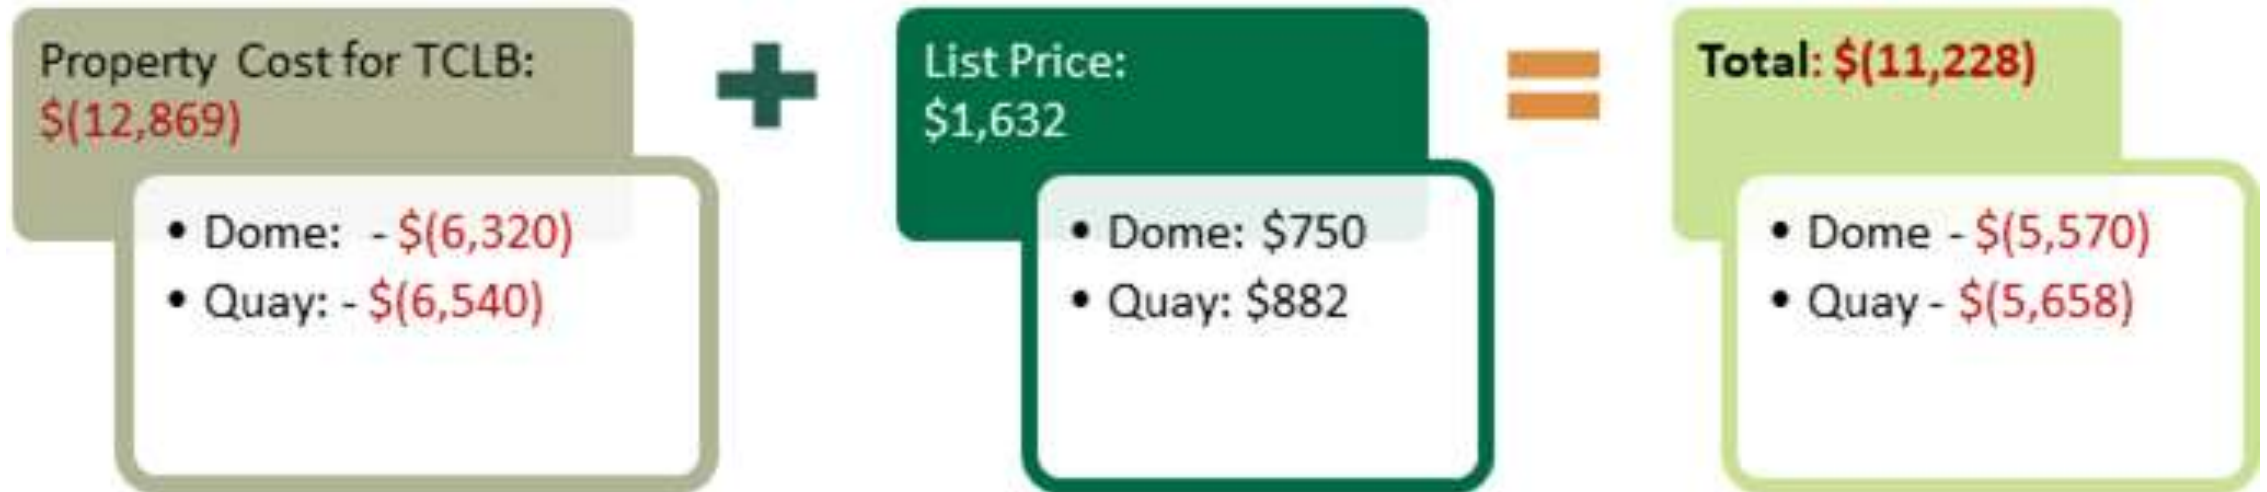 Property Cost for TCLB:
$(12,869)
• Dome: - $(6,320)
• Quay: - $(6,540)
+
List Price:
$1,632
• Dome: $750
• Quay: $882
=
Total: $(11,228)
• Dome - $(5,570)
• Quay - $(5,658)